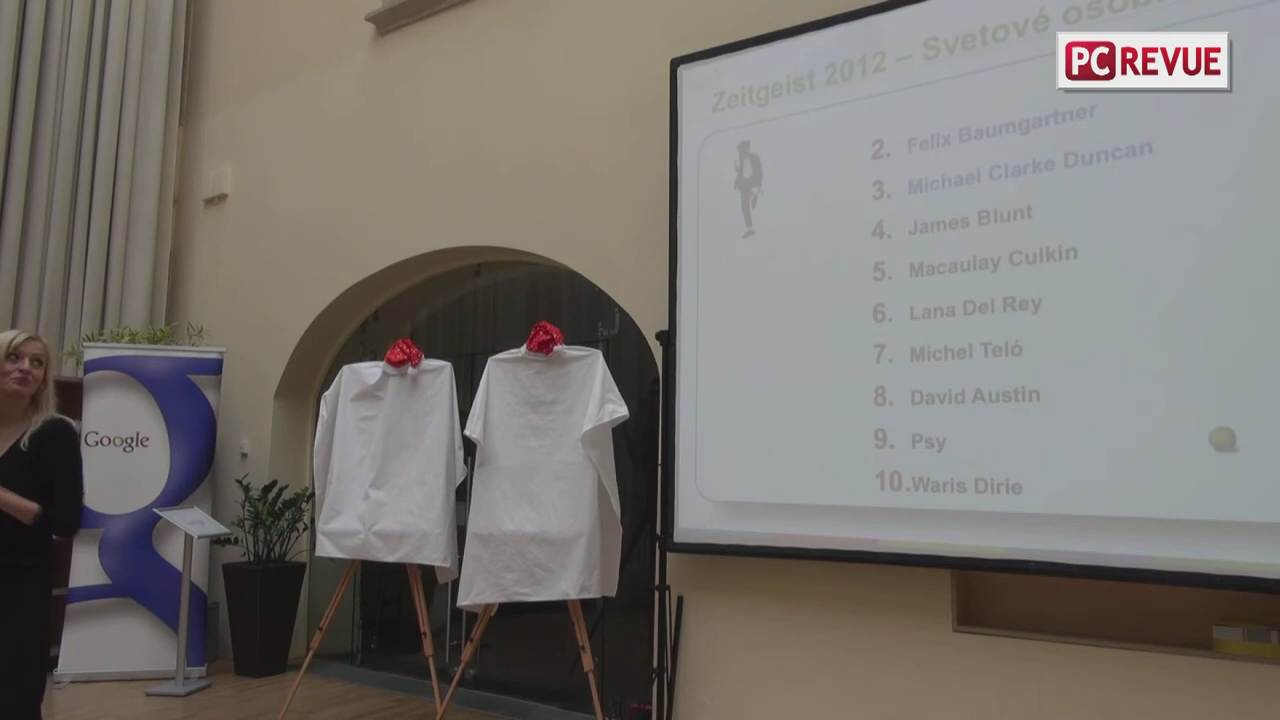 PC REVUE
Zeitgeist 2012 – Svetové
2. Felix Baumgartner
3. Michael Clarke Duncan
4. James Blunt
5. Macaulay Culkin
6. Lana Del Rey
7. Michel Teló
8. David Austin
9. Psy
10. Waris Dirie
Google